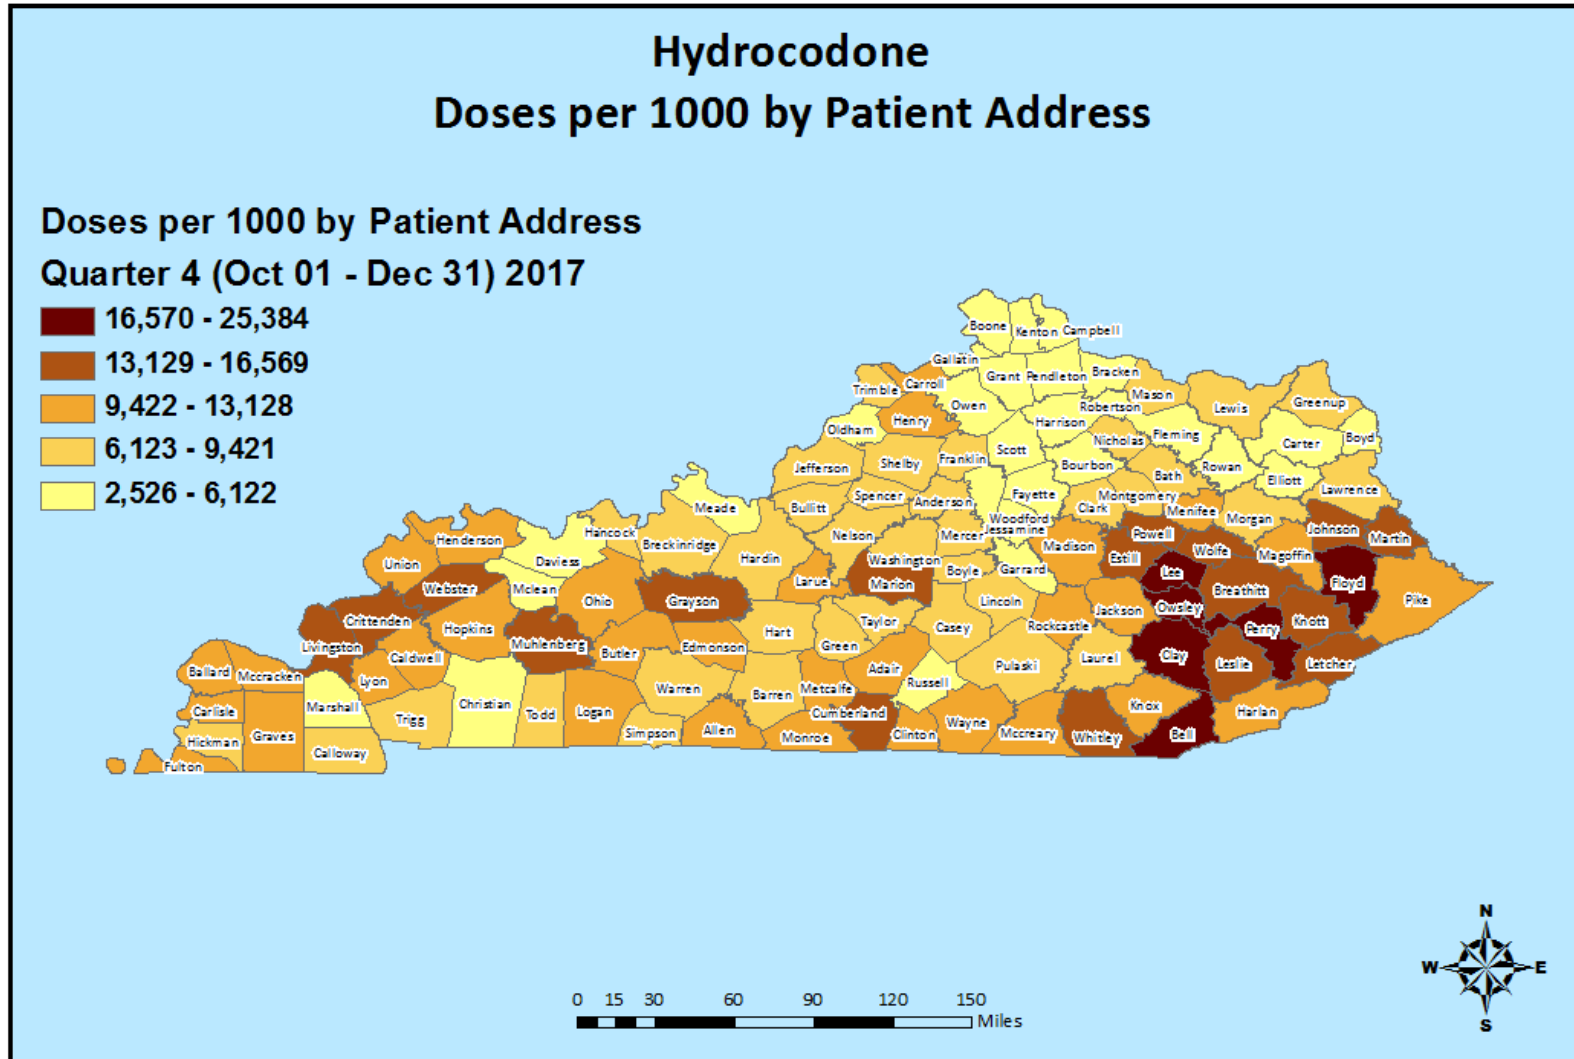 Hydrocodone
Doses per 1000 by Patient Address
Doses per 1000 by Patient Address
Quarter 4 (Oct 01 - Dec 31) 2017
16,570 - 25,384
13,129 - 16,569
9,422 - 13,128
6,123 - 9,421
2,526 - 6,122
Boone
Kenton
Campbell
Gallatin
Grant
Pendleton
Bracken
Trimble
Carroll
Owen
Robertson
Mason
Lewis
Greenup
Oldham
Henry
Harrison
Nicholas
Fleming
Carter
Boyd
Jefferson
Shelby
Franklin
Scott
Bourbon
Bath
Rowan
Elliott
Lawrence
Meade
Bullitt
Spencer
Anderson
Fayette
Clark
Montgomery
Menifee
Morgan
Woodford
Jessamine
Hancock
Breckinridge
Hardin
Nelson
Mercer
Madison
Powell
Wolfe
Johnson
Martin
Henderson
Union
Daviess
Washington
Boyle
Garrard
Estill
Lee
Magoffin
Floyd
Webster
Mclean
Ohio
Grayson
Larue
Marion
Lincoln
Jackson
Owsley
Breathitt
Pike
Crittenden
Hopkins
Muhlenberg
Hart
Taylor
Casey
Rockcastle
Perry
Knott
Livingston
Caldwell
Butler
Edmonson
Green
Adair
Pulaski
Laurel
Clay
Leslie
Letcher
Ballard
Mccracken
Lyon
Warren
Barren
Metcalfe
Russell
Carlisle
Marshall
Trigg
Christian
Todd
Logan
Cumberland
Wayne
Knox
Harlan
Hickman
Graves
Calloway
Simpson
Allen
Monroe
Clinton
Mccreary
Whitley
Bell
Fulton
N
W
E
S
0 15 30 60 90 120 150
Miles